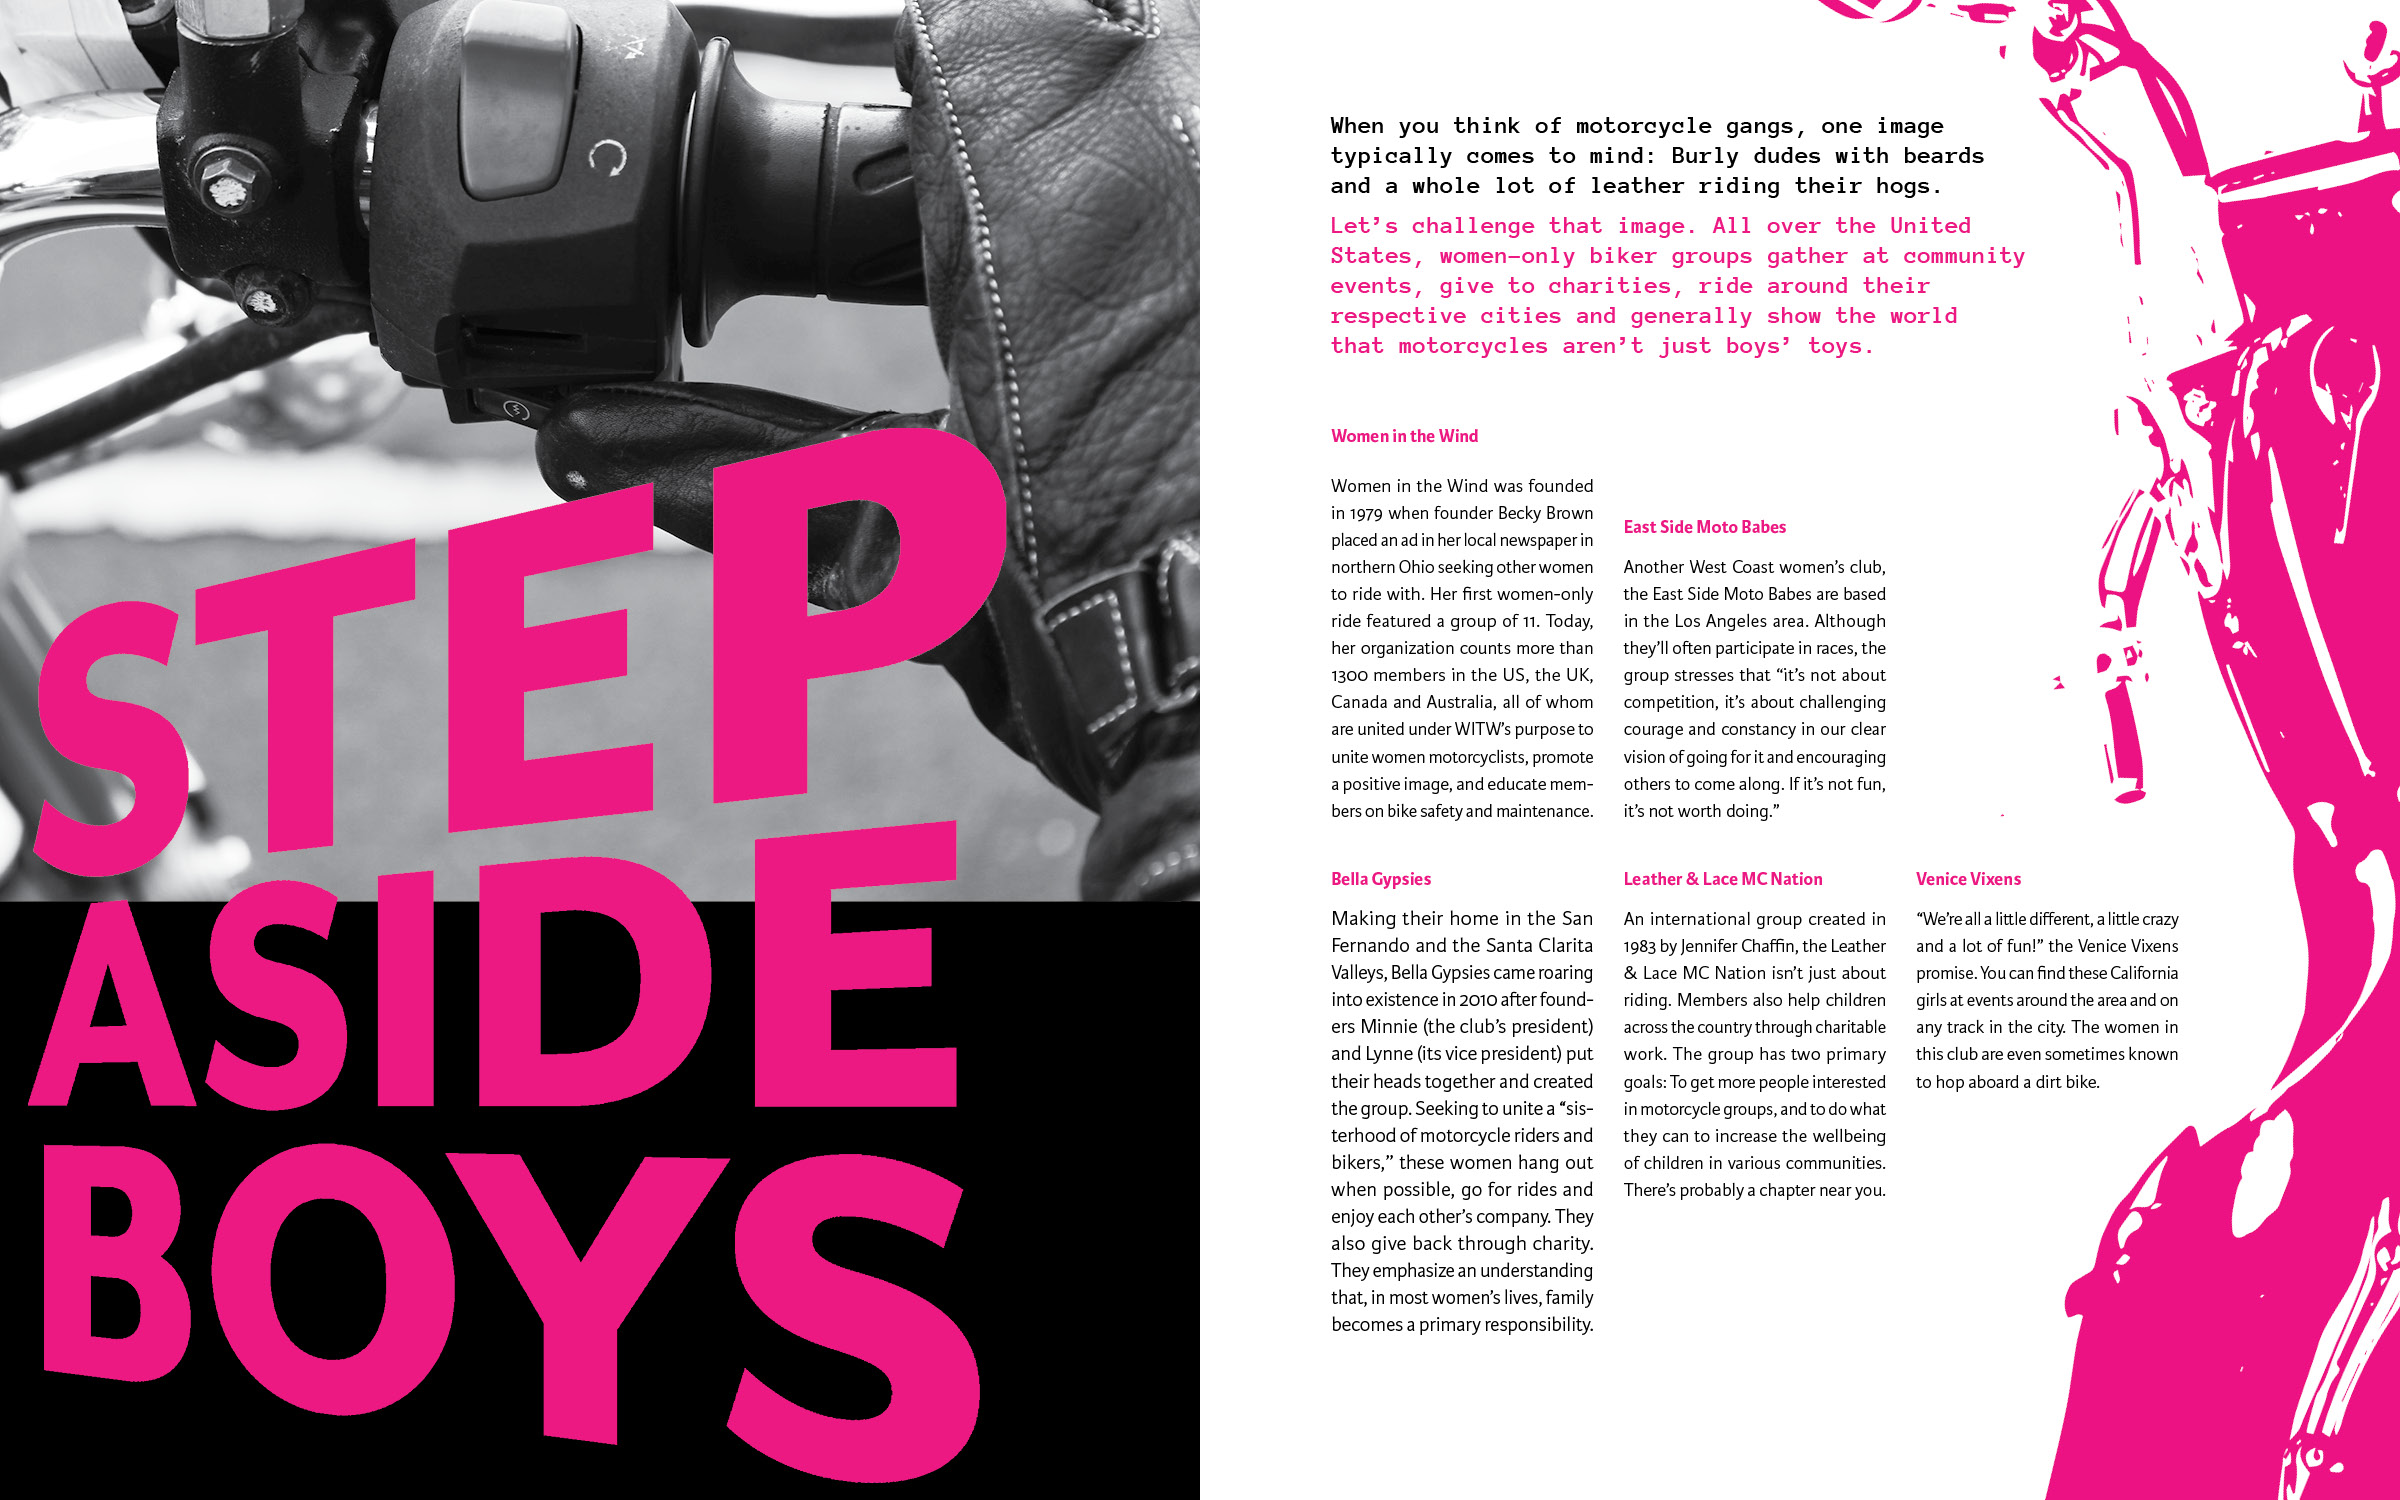 STEP
ASIDE
BOYS
When you think of motorcycle gangs, one image
typically comes to mind: Burly dudes with beards
and a whole lot of leather riding their hogs.
Let’s challenge that image. All over the United
States, women-only biker groups gather at community
events, give to charities, ride around their
respective cities and generally show the world
that motorcycles aren’t just boys’ toys.
Women in the Wind
Women in the Wind was founded
in 1979 when founder Becky Brown
placed an ad in her local newspaper in
northern Ohio seeking other women
to ride with. Her first women-only
ride featured a group of 11. Today,
her organization counts more than
1300 members in the US, the UK,
Canada and Australia, all of whom
are united under WITW’s purpose to
unite women motorcyclists, promote
a positive image, and educate mem-
bers on bike safety and maintenance.
East Side Moto Babes
Another West Coast women’s club,
the East Side Moto Babes are based
in the Los Angeles area. Although
they’ll often participate in races, the
group stresses that “it’s not about
competition, it’s about challenging
courage and constancy in our clear
vision of going for it and encouraging
others to come along. If it’s not fun,
it’s not worth doing.”
Bella Gypsies
Making their home in the San
Fernando and the Santa Clarita
Valleys, Bella Gypsies came roaring
into existence in 2010 after found-
ers Minnie (the club’s president)
and Lynne (its vice president) put
their heads together and created
the group. Seeking to unite a “sis-
terhood of motorcycle riders and
bikers,” these women hang out
when possible, go for rides and
enjoy each other’s company. They
also give back through charity.
They emphasize an understanding
that, in most women’s lives, family
becomes a primary responsibility.
Leather & Lace MC Nation
An international group created in
1983 by Jennifer Chaffin, the Leather
& Lace MC Nation isn’t just about
riding. Members also help children
across the country through charitable
work. The group has two primary
goals: To get more people interested
in motorcycle groups, and to do what
they can to increase the wellbeing
of children in various communities.
There’s probably a chapter near you.
Venice Vixens
“We’re all a little different, a little crazy
and a lot of fun!” the Venice Vixens
promise. You can find these California
girls at events around the area and on
any track in the city. The women in
this club are even sometimes known
to hop aboard a dirt bike.